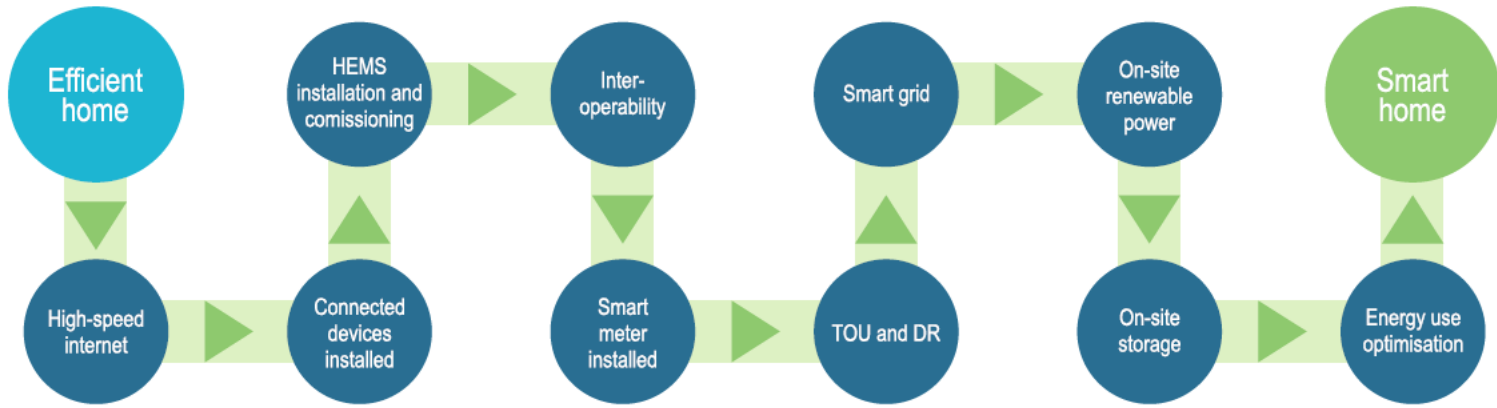 Efficient
home
High-speed
internet
Connected
devices
installed
HEMS
installation and
comissioning
Inter-
operability
Smart
meter
installed
TOU and DR
Smart grid
On-site
renewable
power
On-site
storage
Energy use
optimisation
Smart
home